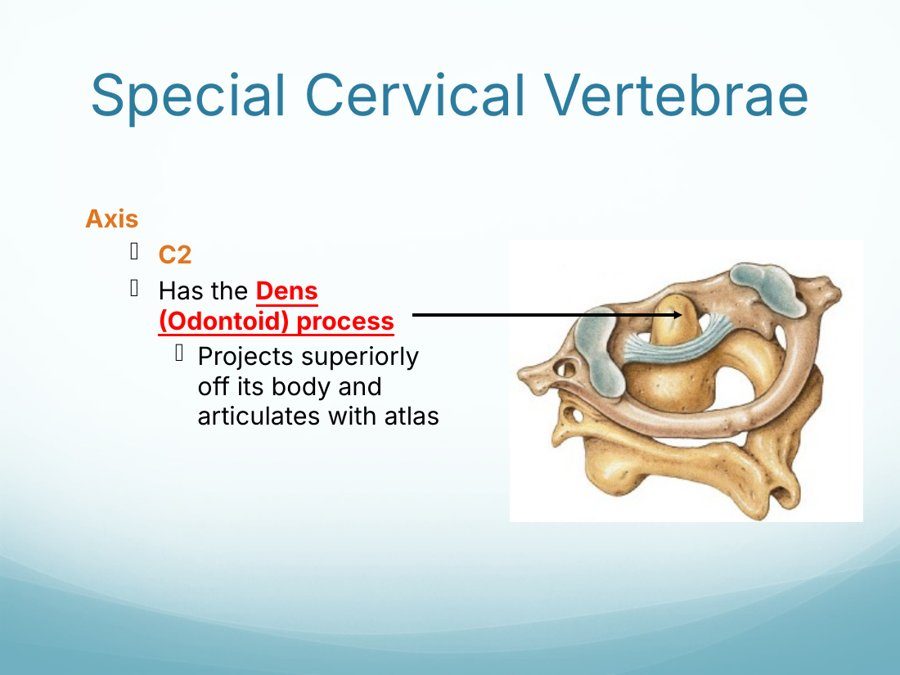 Special Cervical Vertebrae
Axis
C2
Has the Dens
(Odontoid) process
Projects superiorly
off its body and
articulates with atlas